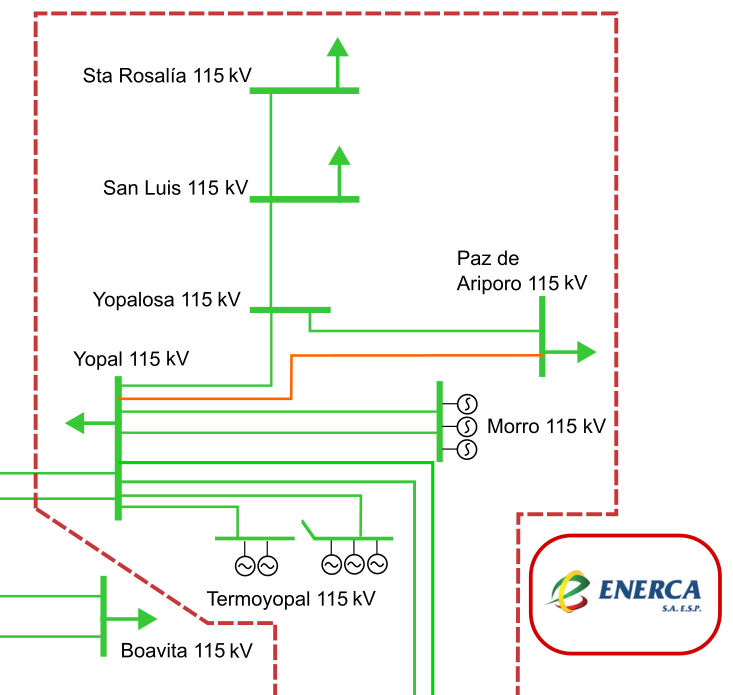 Sta Rosalía 115 kV
San Luis 115 kV
Paz de
Ariporo 115 kV
Yopalosa 115 kV
Yopal 115 kV
Morro 115 kV
Termoyopal 115 kV
ENERCA
S.A. E.S.P.
Boavita 115 kV